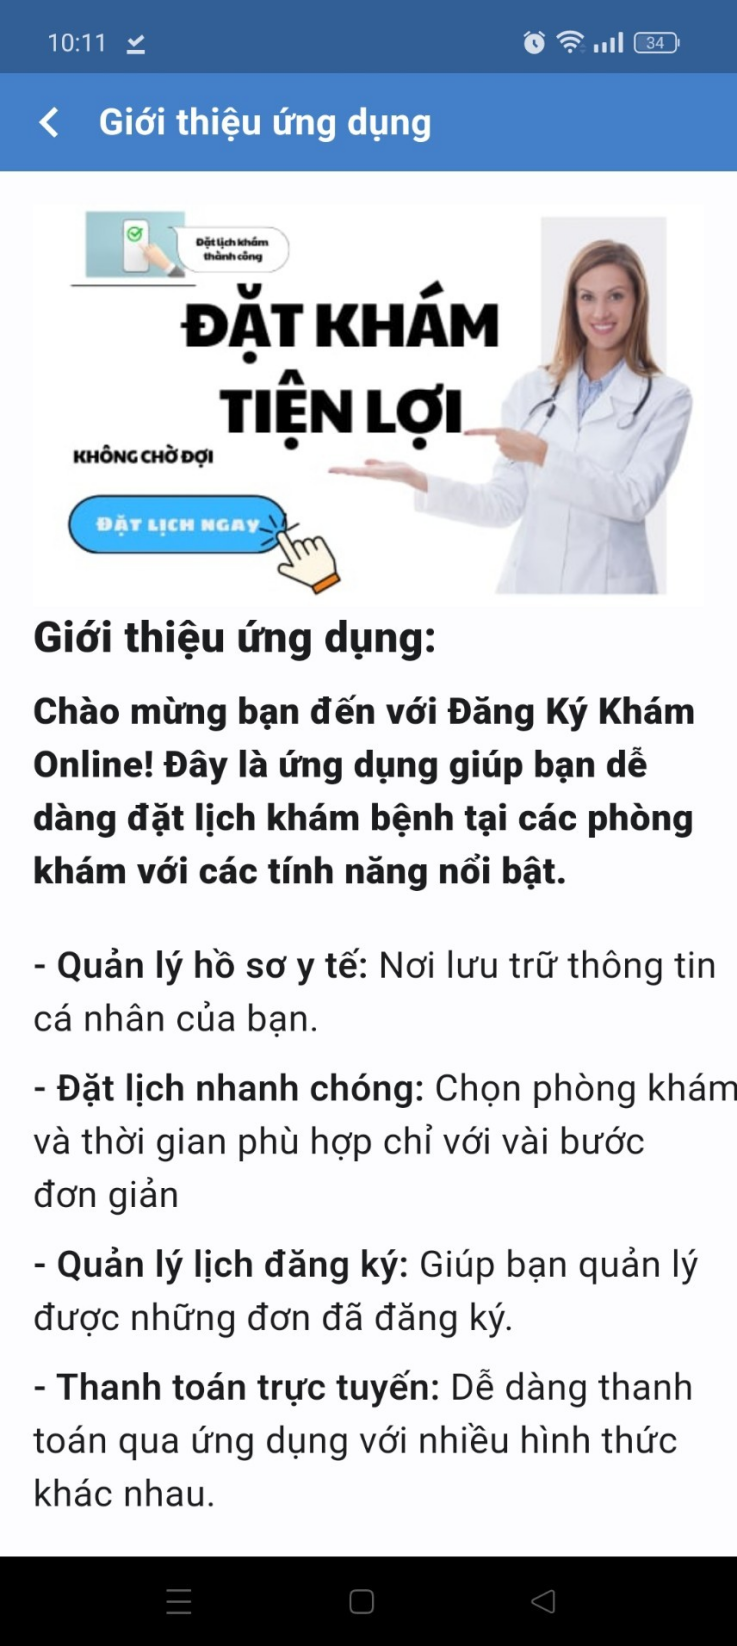 10:11
34
Giới thiệu ứng dụng
Đặt lịch khám
thành công
ĐẶT KHÁM
TIỆN LỢI
KHÔNG CHỜ ĐỢI
ĐẶT LỊCH NGAY
Giới thiệu ứng dụng:
Chào mừng bạn đến với Đăng Ký Khám
Online! Đây là ứng dụng giúp bạn dễ
dàng đặt lịch khám bệnh tại các phòng
khám với các tính năng nổi bật.
- Quản lý hồ sơ y tế: Nơi lưu trữ thông tin
cá nhân của bạn.
- Đặt lịch nhanh chóng: Chọn phòng khám
và thời gian phù hợp chỉ với vài bước
đơn giản
- Quản lý lịch đăng ký: Giúp bạn quản lý
được những đơn đã đăng ký.
- Thanh toán trực tuyến: Dễ dàng thanh
toán qua ứng dụng với nhiều hình thức
khác nhau.